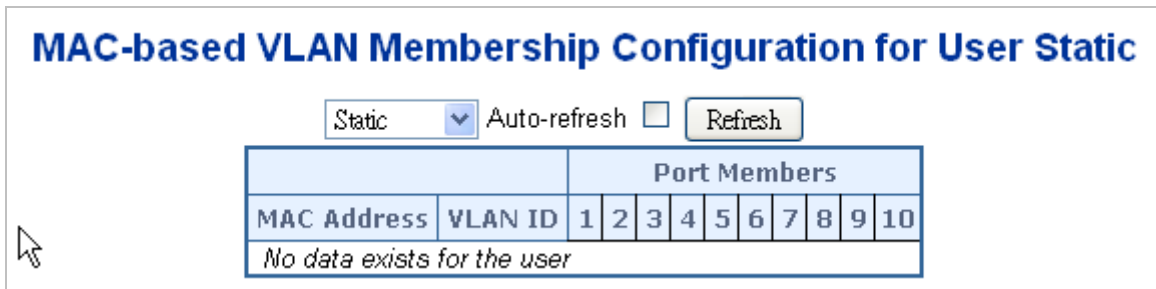 MAC-based VLAN Membership Configuration for User Static
Static Auto-refresh Refresh
Port Members
MAC Address VLAN ID 1 2 3 4 5 6 7 8 9 10
No data exists for the user